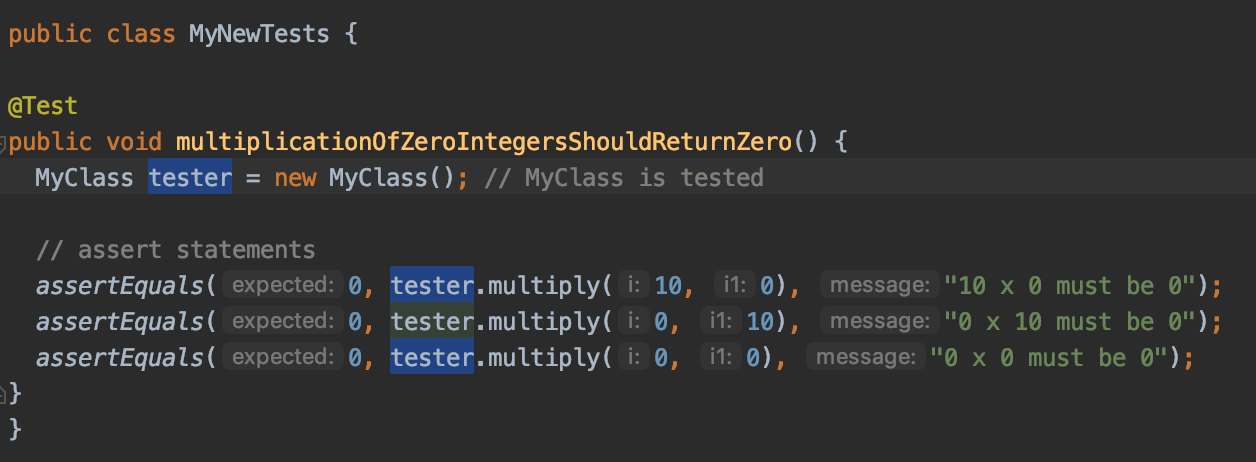 public class MyNewTests {
@Test
public void multiplicationOfZeroIntegersShouldReturnZero() {
MyClass tester = new MyClass(); // MyClass is tested
// assert statements
assertEquals( expected: 0, tester.multiply( i: 10, i1: 0), message: "10 x 0 must be 0");
assertEquals( expected: 0, tester.multiply( i: 0, i1: 10), message: "0 x 10 must be 0");
assertEquals( expected: 0, tester.multiply( i: 0, i1: 0), message: "0 x 0 must be 0");
}
}